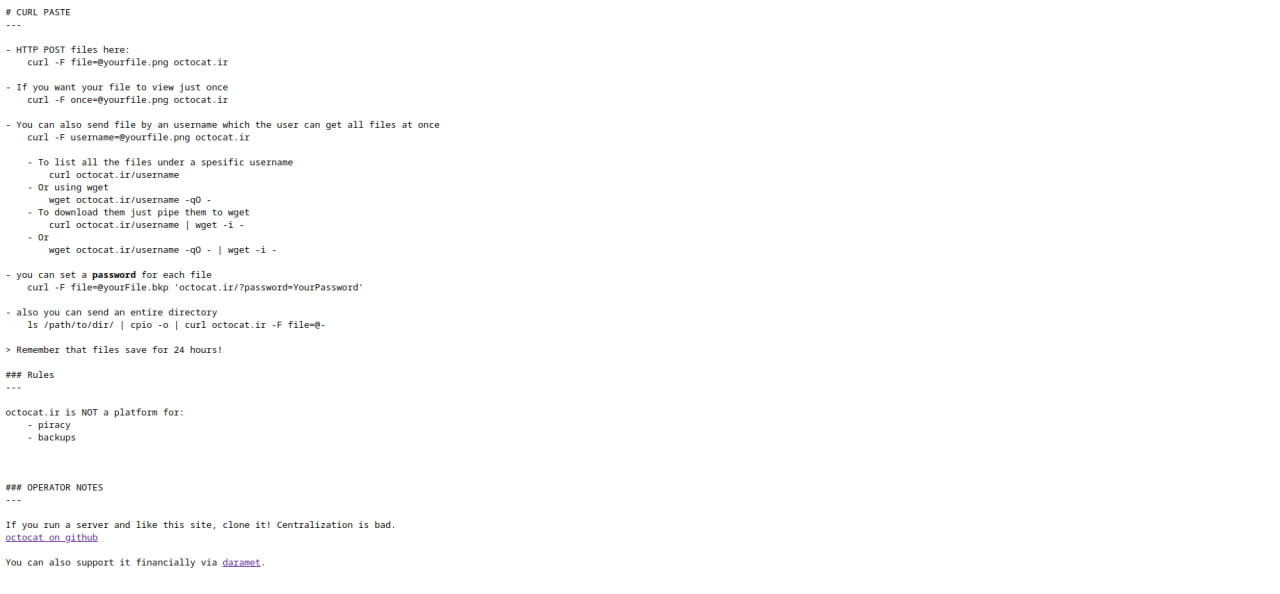 # CURL PASTE
---
- HTTP POST files here:
curl -F file=@yourfile.png octocat.ir
- If you want your file to view just once
curl -F once=@yourfile.png octocat.ir
- You can also send file by an username which the user can get all files at once
curl -F username=@yourfile.png octocat.ir
- To list all the files under a spesific username
curl octocat.ir/username
- Or using wget
wget octocat.ir/username -qO -
- To download them just pipe them to wget
curl octocat.ir/username | wget -i -
- Or
wget octocat.ir/username -qO - | wget -i -
- you can set a password for each file
curl -F file=@yourFile.bkp 'octocat.ir/?password=YourPassword'
- also you can send an entire directory
ls /path/to/dir/ | cpio -o | curl octocat.ir -F file=@-
> Remember that files save for 24 hours!
### Rules
---
octocat.ir is NOT a platform for:
- piracy
- backups
### OPERATOR NOTES
---
If you run a server and like this site, clone it! Centralization is bad.
octocat on github
You can also support it financially via daramet.